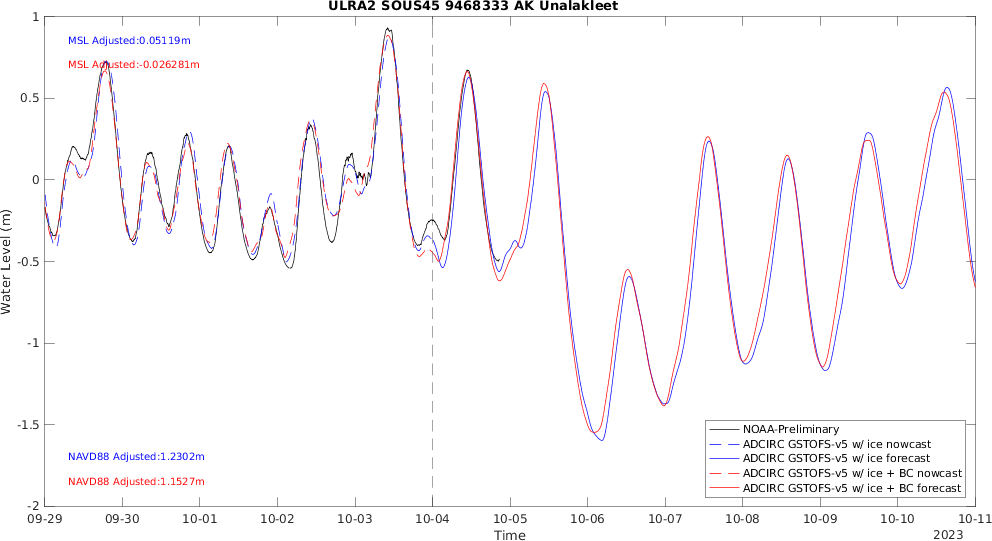 ULRA2 SOUS45 9468333 AK Unalakleet
MSL Adjusted:0.05119m
MSL Adjusted:-0.026281m
Water Level (m)
1
0.5
0
-0.5
-1
-1.5
-2
NAVD88 Adjusted:1.2302m
NAVD88 Adjusted:1.1527m
NOAA-Preliminary
ADCIRC GSTOFS-v5 w/ ice nowcast
ADCIRC GSTOFS-v5 w/ ice forecast
ADCIRC GSTOFS-v5 w/ ice + BC nowcast
ADCIRC GSTOFS-v5 w/ ice + BC forecast
09-29 09-30 10-01 10-02 10-03 10-04 10-05 10-06 10-07 10-08 10-09 10-10 10-11
Time
2023